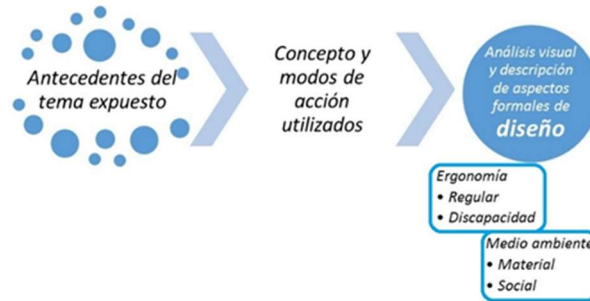 Antecedentes del
tema expuesto
Concepto y
modos de
acción
utilizados
Análisis visual
y descripción
de aspectos
formales de
diseño
Ergonomía
• Regular
• Discapacidad
Medio ambiente
• Material
• Social